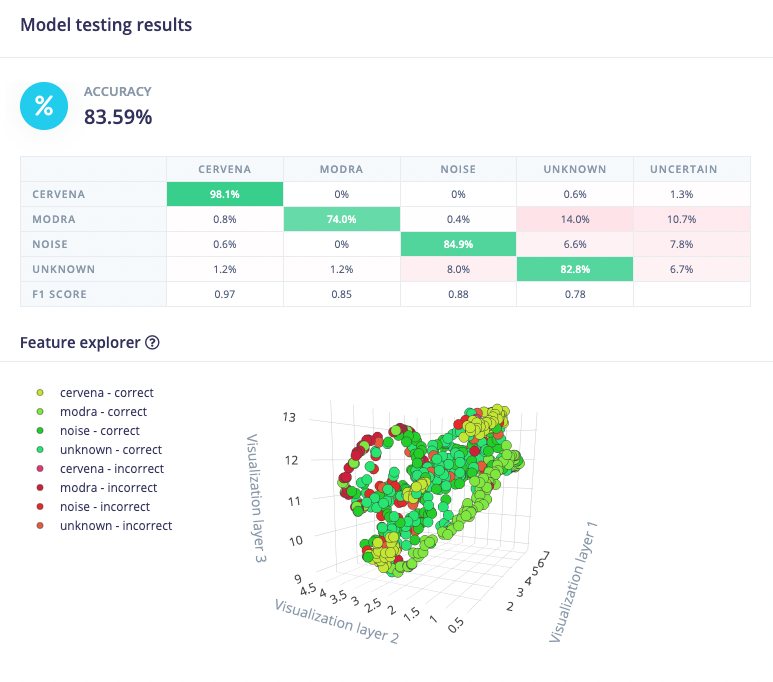 Model testing results
%
ACCURACY
83.59%
CERVENA MODRA NOISE UNKNOWN UNCERTAIN
CERVENA 98.1% 0% 0% 0.6% 1.3%
MODRA 0.8% 74.0% 0.4% 14.0% 10.7%
NOISE 0.6% 0% 84.9% 6.6% 7.8%
UNKNOWN 1.2% 1.2% 8.0% 82.8% 6.7%
F1 SCORE 0.97 0.85 0.88 0.78
Feature explorer ?
cervena - correct
modra - correct
noise - correct
unknown - correct
cervena - incorrect
modra - incorrect
noise - incorrect
unknown - incorrect
13
12
11
10
9
Visualization layer 3
4.5 4 3.5 3 2.5 2 1.5 1 0.5
Visualization layer 2
2 3 4 5 6 7
Visualization layer 1